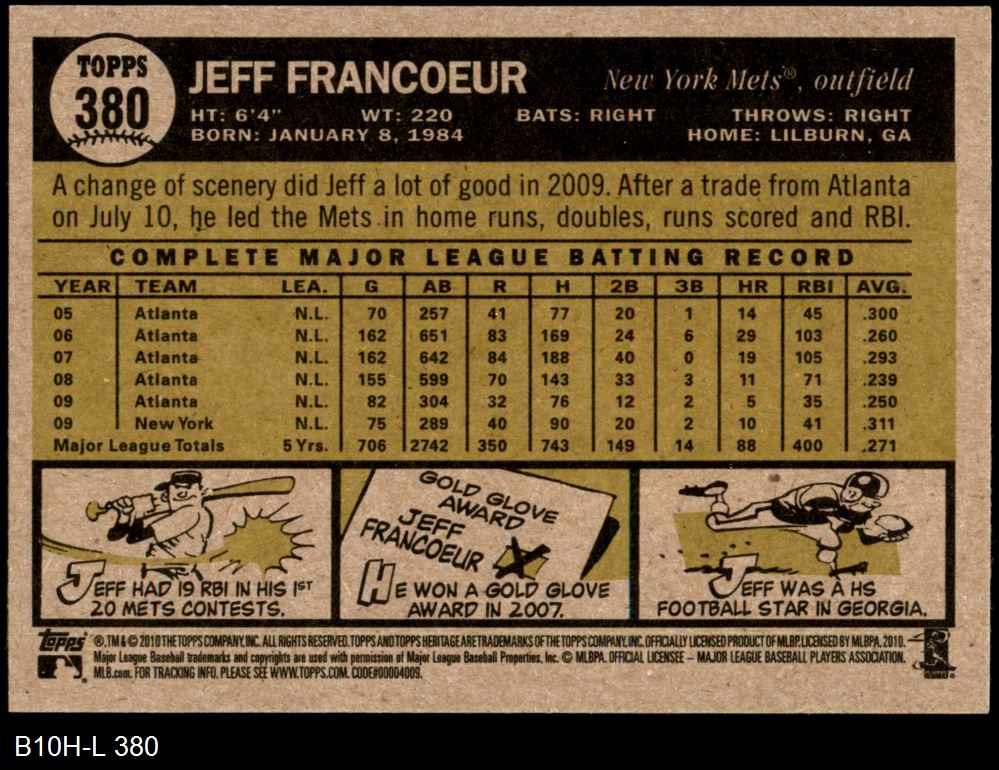 TOPPS
380
JEFF FRANCOEUR
New York Mets®, outfield
HT: 6'4" WT: 220 BATS: RIGHT THROWS: RIGHT
BORN: JANUARY 8, 1984 HOME: LILBURN, GA
A change of scenery did Jeff a lot of good in 2009. After a trade from Atlanta
on July 10, he led the Mets in home runs, doubles, runs scored and RBI.
COMPLETE MAJOR LEAGUE BATTING RECORD
YEAR TEAM LEA. G AB R H 2B 3B HR RBI AVG.
05 Atlanta N.L. 70 257 41 77 20 1 14 45 .300
06 Atlanta N.L. 162 651 83 169 24 6 29 103 .260
07 Atlanta N.L. 162 642 84 188 40 0 19 105 .293
08 Atlanta N.L. 155 599 70 143 33 3 11 71 .239
09 Atlanta N.L. 82 304 32 76 12 2 5 35 .250
09 New York N.L. 75 289 40 90 20 2 10 41 .311
Major League Totals 5 Yrs. 706 2742 350 743 149 14 88 400 .271
JEFF HAD 19 RBI IN HIS 1ST
20 METS CONTESTS.
GOLD GLOVE
AWARD
JEFF
FRANCOEUR
HE WON A GOLD GLOVE
AWARD IN 2007.
JEFF WAS A HS
FOOTBALL STAR IN GEORGIA.
topps ®, TM & © 2010 THE TOPPS COMPANY, INC. ALL RIGHTS RESERVED. TOPPS AND TOPPS HERITAGE ARE TRADEMARKS OF THE TOPPS COMPANY, INC. OFFICIALLY LICENSED PRODUCT OF MLBP. LICENSED BY MLBPA, 2010.
Major League Baseball trademarks and copyrights are used with permission of Major League Baseball Properties, Inc. © MLBPA. OFFICIAL LICENSEE – MAJOR LEAGUE BASEBALL PLAYERS ASSOCIATION.
MLB.com. FOR TRACKING INFO, PLEASE SEE WWW.TOPPS.COM. CODE#00004009.
B10H-L 380